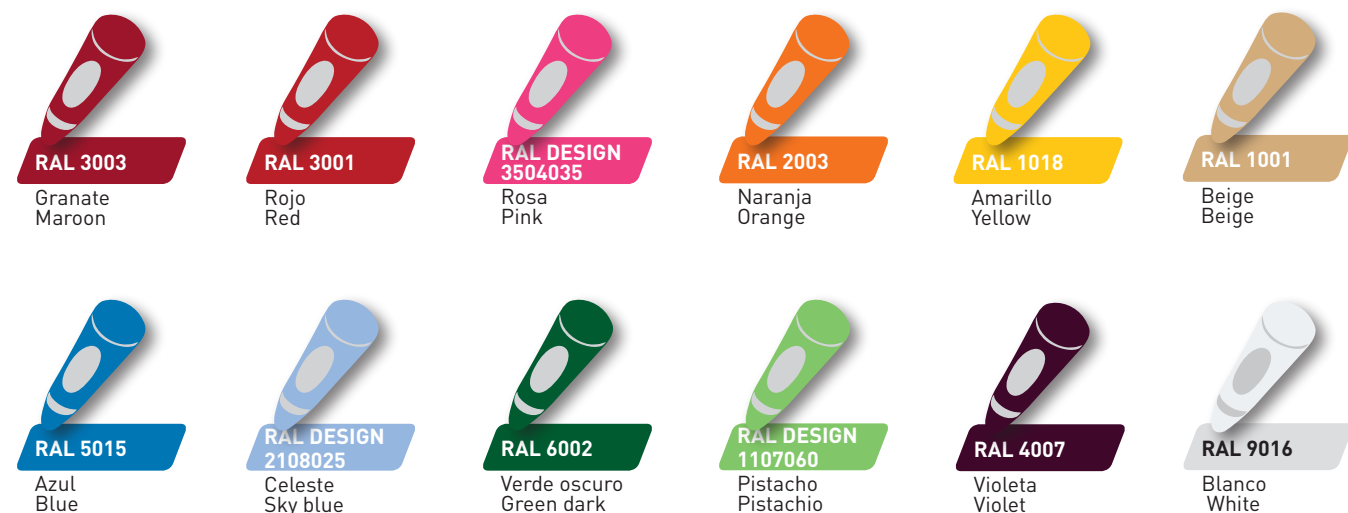 RAL 3003
Granate
Maroon
RAL 3001
Rojo
Red
RAL DESIGN
3504035
Rosa
Pink
RAL 2003
Naranja
Orange
RAL 1018
Amarillo
Yellow
RAL 1001
Beige
Beige
RAL 5015
Azul
Blue
RAL DESIGN
2108025
Celeste
Sky blue
RAL 6002
Verde oscuro
Green dark
RAL DESIGN
1107060
Pistacho
Pistachio
RAL 4007
Violeta
Violet
RAL 9016
Blanco
White